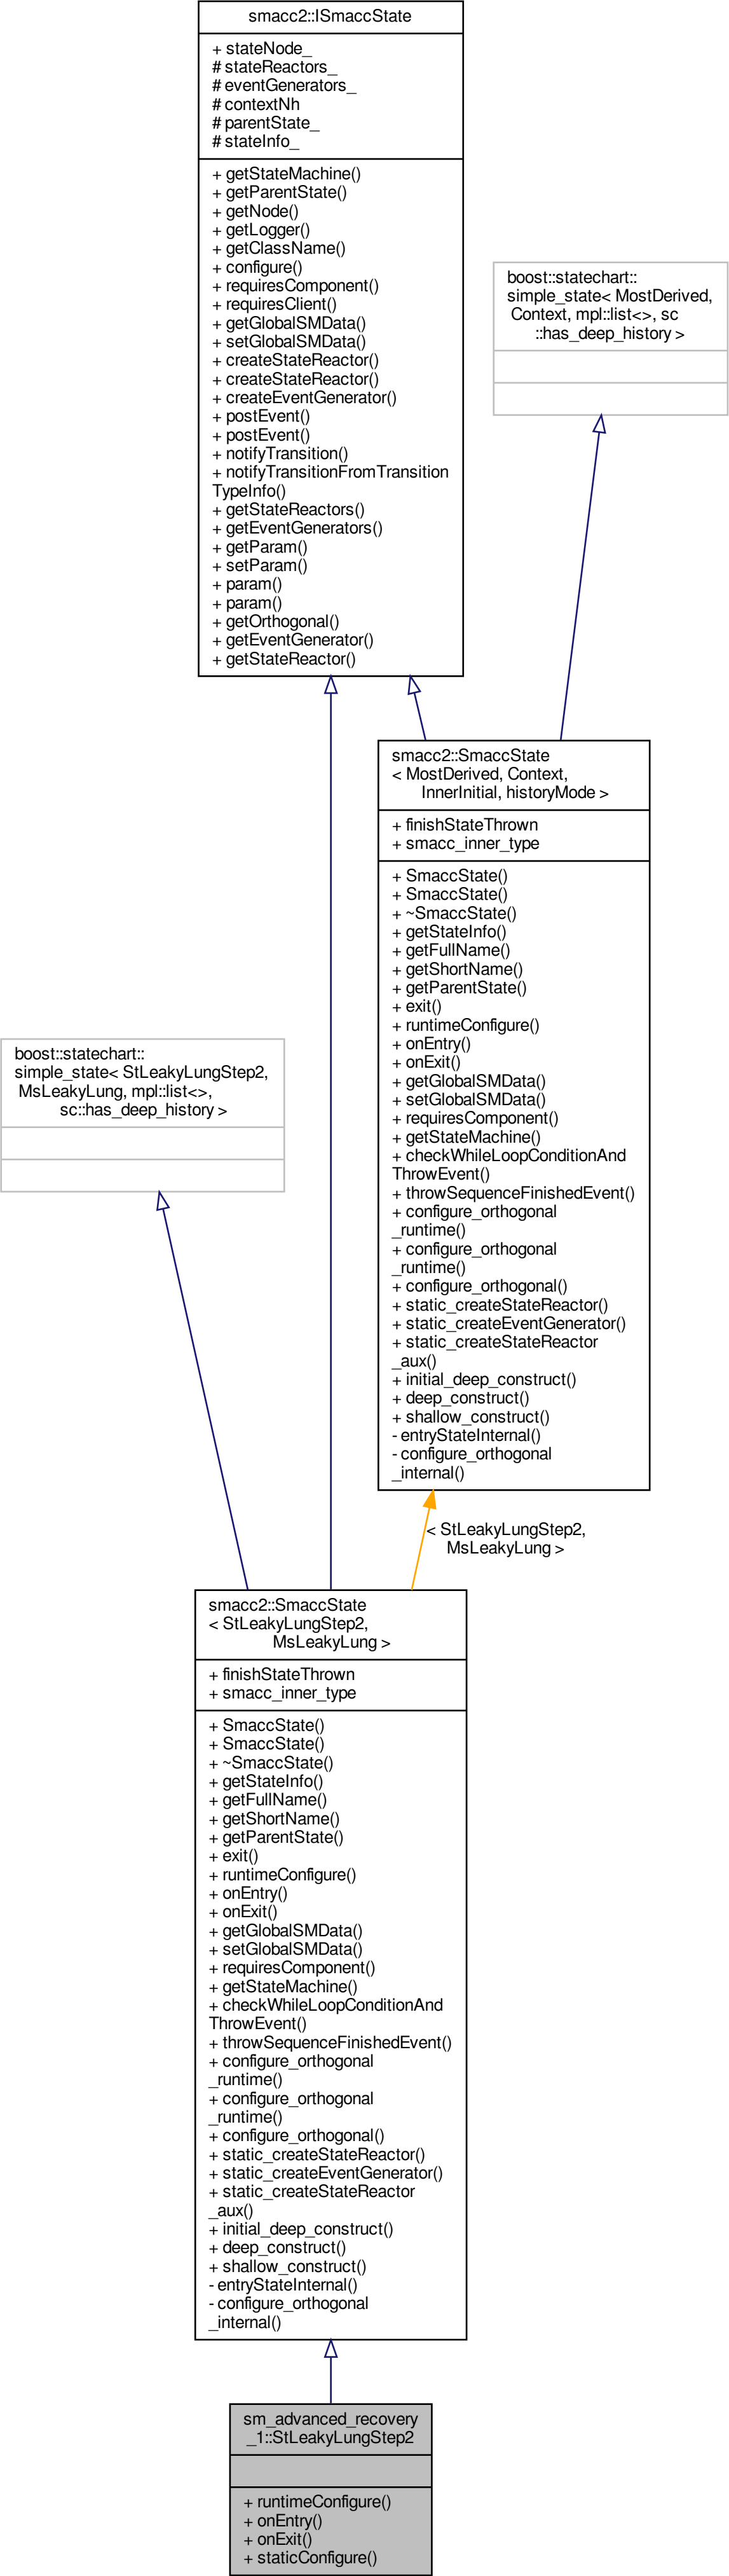 smacc2::ISmaccState
+ stateNode_
# stateReactors_
# eventGenerators_
# contextNh
# parentState_
# stateInfo_
+ getStateMachine()
+ getParentState()
+ getNode()
+ getLogger()
+ getClassName()
+ configure()
+ requiresComponent()
+ requiresClient()
+ getGlobalSMData()
+ setGlobalSMData()
+ createStateReactor()
+ createStateReactor()
+ createEventGenerator()
+ postEvent()
+ postEvent()
+ notifyTransition()
+ notifyTransitionFromTransition
TypeInfo()
+ getStateReactors()
+ getEventGenerators()
+ getParam()
+ setParam()
+ param()
+ param()
+ getOrthogonal()
+ getEventGenerator()
+ getStateReactor()
boost::statechart::
simple_state< MostDerived,
Context, mpl::list<>, sc
::has_deep_history >
smacc2::SmaccState
< MostDerived, Context,
InnerInitial, historyMode >
+ finishStateThrown
+ smacc_inner_type
+ SmaccState()
+ SmaccState()
+ ~SmaccState()
+ getStateInfo()
+ getFullName()
+ getShortName()
+ getParentState()
+ exit()
+ runtimeConfigure()
+ onEntry()
+ onExit()
+ getGlobalSMData()
+ setGlobalSMData()
+ requiresComponent()
+ getStateMachine()
+ checkWhileLoopConditionAnd
ThrowEvent()
+ throwSequenceFinishedEvent()
+ configure_orthogonal
_runtime()
+ configure_orthogonal
_runtime()
+ configure_orthogonal()
+ static_createStateReactor()
+ static_createEventGenerator()
+ static_createStateReactor
_aux()
+ initial_deep_construct()
+ deep_construct()
+ shallow_construct()
- entryStateInternal()
- configure_orthogonal
_internal()
boost::statechart::
simple_state< StLeakyLungStep2,
MsLeakyLung, mpl::list<>,
sc::has_deep_history >
< StLeakyLungStep2,
MsLeakyLung >
smacc2::SmaccState
< StLeakyLungStep2,
MsLeakyLung >
+ finishStateThrown
+ smacc_inner_type
+ SmaccState()
+ SmaccState()
+ ~SmaccState()
+ getStateInfo()
+ getFullName()
+ getShortName()
+ getParentState()
+ exit()
+ runtimeConfigure()
+ onEntry()
+ onExit()
+ getGlobalSMData()
+ setGlobalSMData()
+ requiresComponent()
+ getStateMachine()
+ checkWhileLoopConditionAnd
ThrowEvent()
+ throwSequenceFinishedEvent()
+ configure_orthogonal
_runtime()
+ configure_orthogonal
_runtime()
+ configure_orthogonal()
+ static_createStateReactor()
+ static_createEventGenerator()
+ static_createStateReactor
_aux()
+ initial_deep_construct()
+ deep_construct()
+ shallow_construct()
- entryStateInternal()
- configure_orthogonal
_internal()
sm_advanced_recovery
_1::StLeakyLungStep2
+ runtimeConfigure()
+ onEntry()
+ onExit()
+ staticConfigure()